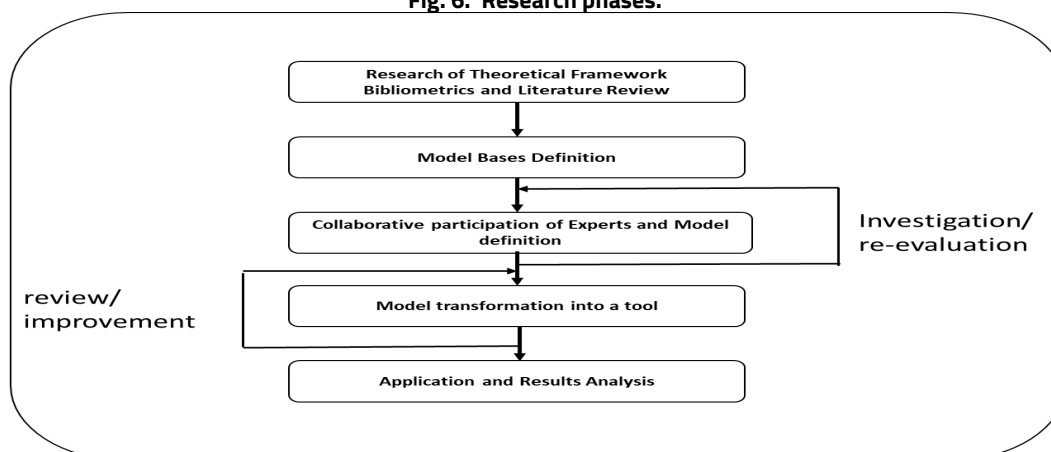 Fig. 6. Research phases.
Research of Theoretical Framework
Bibliometrics and Literature Review
Model Bases Definition
Collaborative participation of Experts and Model
definition
Investigation/
re-evaluation
Model transformation into a tool
review/
improvement
Application and Results Analysis